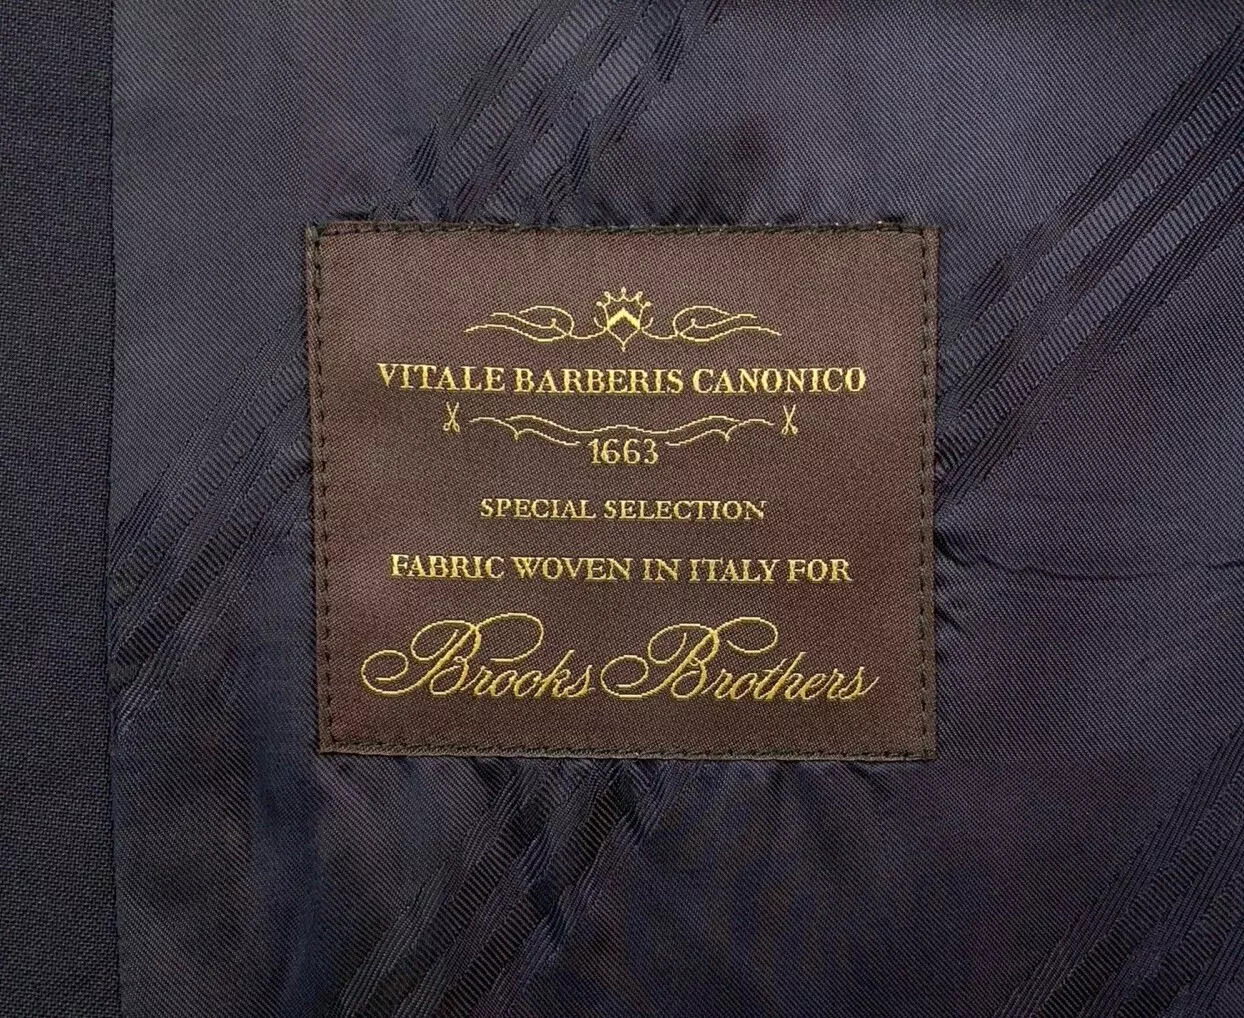 VITALE BARBERIS CANONICO
1663
SPECIAL SELECTION
FABRIC WOVEN IN ITALY FOR
Brooks Brothers